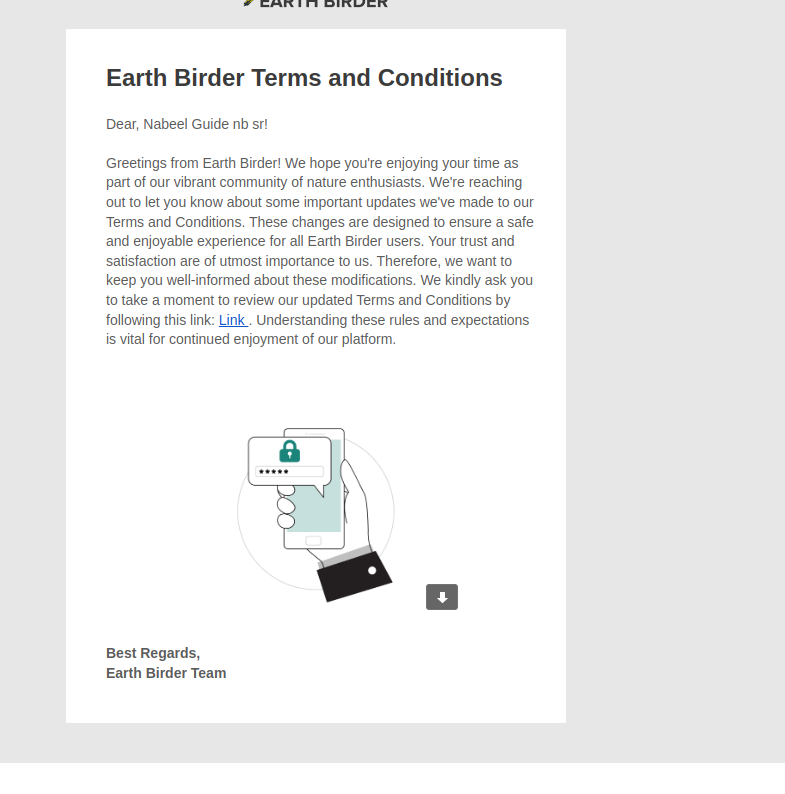 EARTH BIRDER
Earth Birder Terms and Conditions
Dear, Nabeel Guide nb sr!
Greetings from Earth Birder! We hope you're enjoying your time as
part of our vibrant community of nature enthusiasts. We're reaching
out to let you know about some important updates we've made to our
Terms and Conditions. These changes are designed to ensure a safe
and enjoyable experience for all Earth Birder users. Your trust and
satisfaction are of utmost importance to us. Therefore, we want to
keep you well-informed about these modifications. We kindly ask you
to take a moment to review our updated Terms and Conditions by
following this link: Link . Understanding these rules and expectations
is vital for continued enjoyment of our platform.
*****
Best Regards,
Earth Birder Team